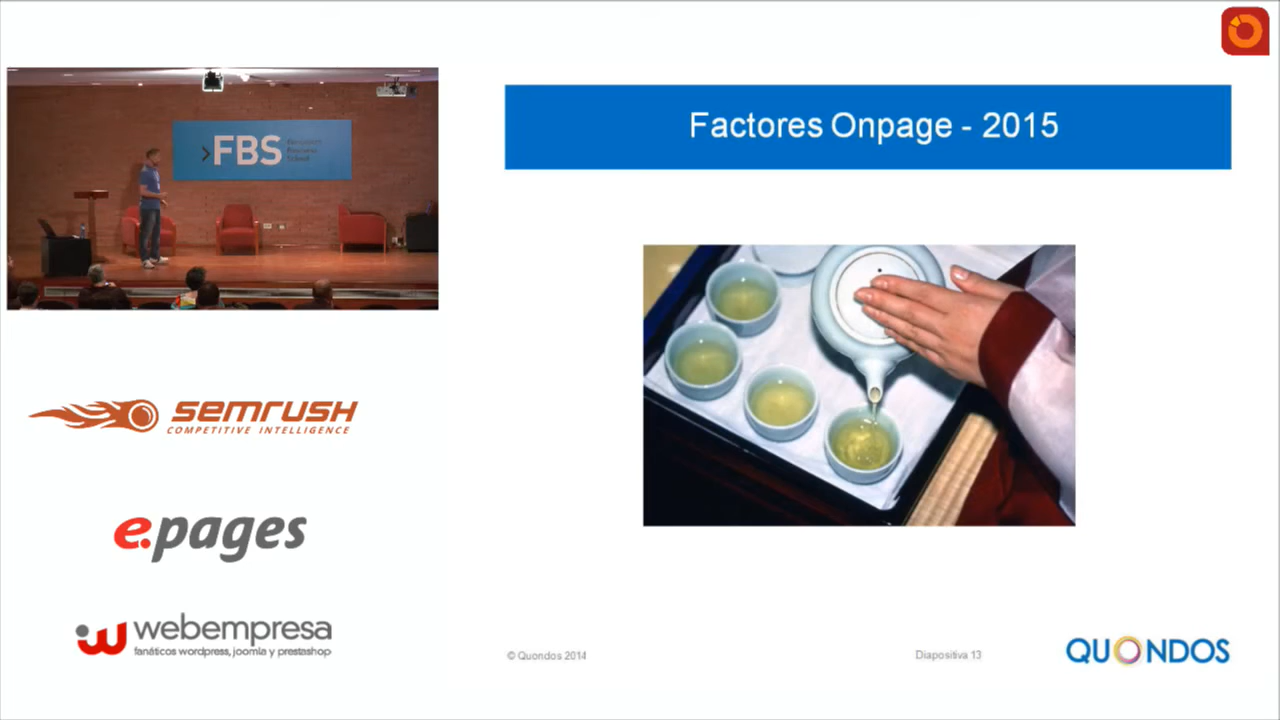 Factores Onpage - 2015
>FBS
SEMRUSH
COMPETITIVE INTELLIGENCE
e.pages
webempresa
fanáticos wordpress, joomla y prestashop
© Quondos 2014
Diapositiva 13
QUONDOS